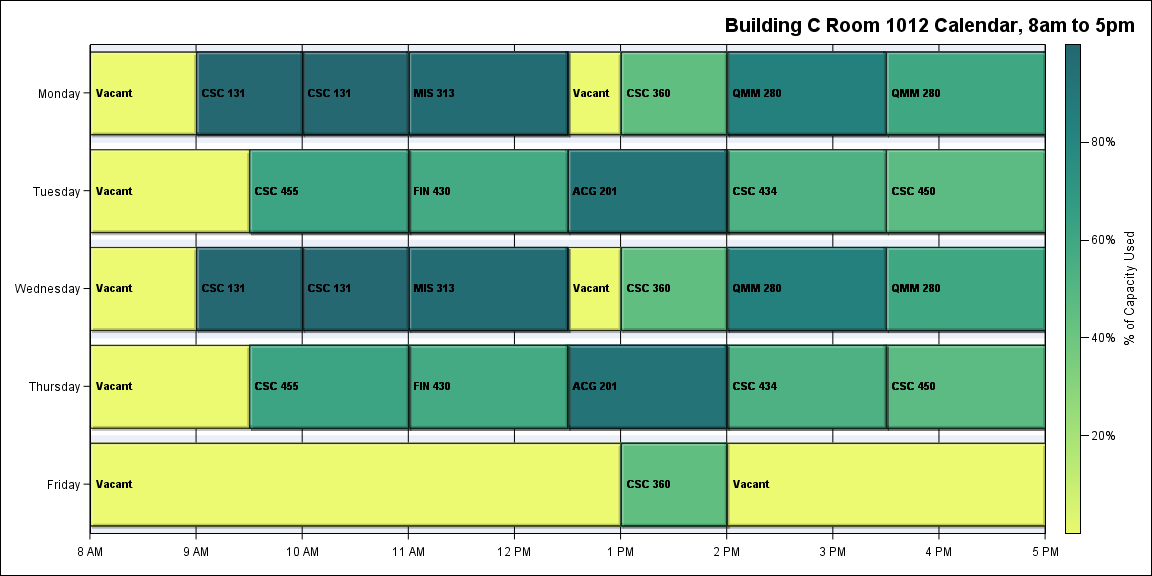 Building C Room 1012 Calendar, 8am to 5pm
Monday
Vacant
CSC 131
CSC 131
MIS 313
Vacant
CSC 360
QMM 280
QMM 280
Tuesday
Vacant
CSC 455
FIN 430
ACG 201
CSC 434
CSC 450
Wednesday
Vacant
CSC 131
CSC 131
MIS 313
Vacant
CSC 360
QMM 280
QMM 280
Thursday
Vacant
CSC 455
FIN 430
ACG 201
CSC 434
CSC 450
Friday
Vacant
CSC 360
Vacant
8 AM
9 AM
10 AM
11 AM
12 PM
1 PM
2 PM
3 PM
4 PM
5 PM
80%
60%
40%
20%
% of Capacity Used